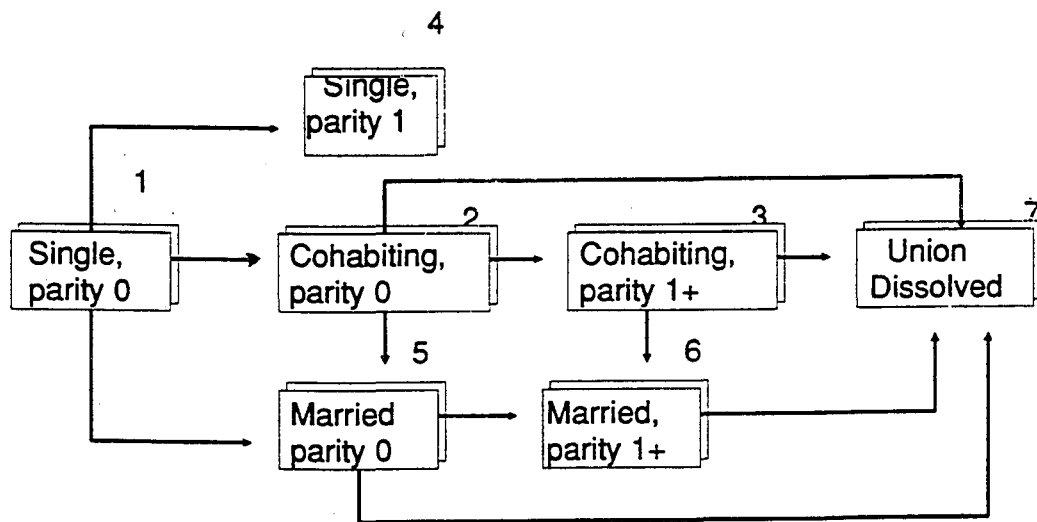 4
Single,
parity 1
1
2
3
7
Single,
parity 0
Cohabiting,
parity 0
Cohabiting,
parity 1+
Union
Dissolved
5
6
Married
parity 0
Married,
parity 1+